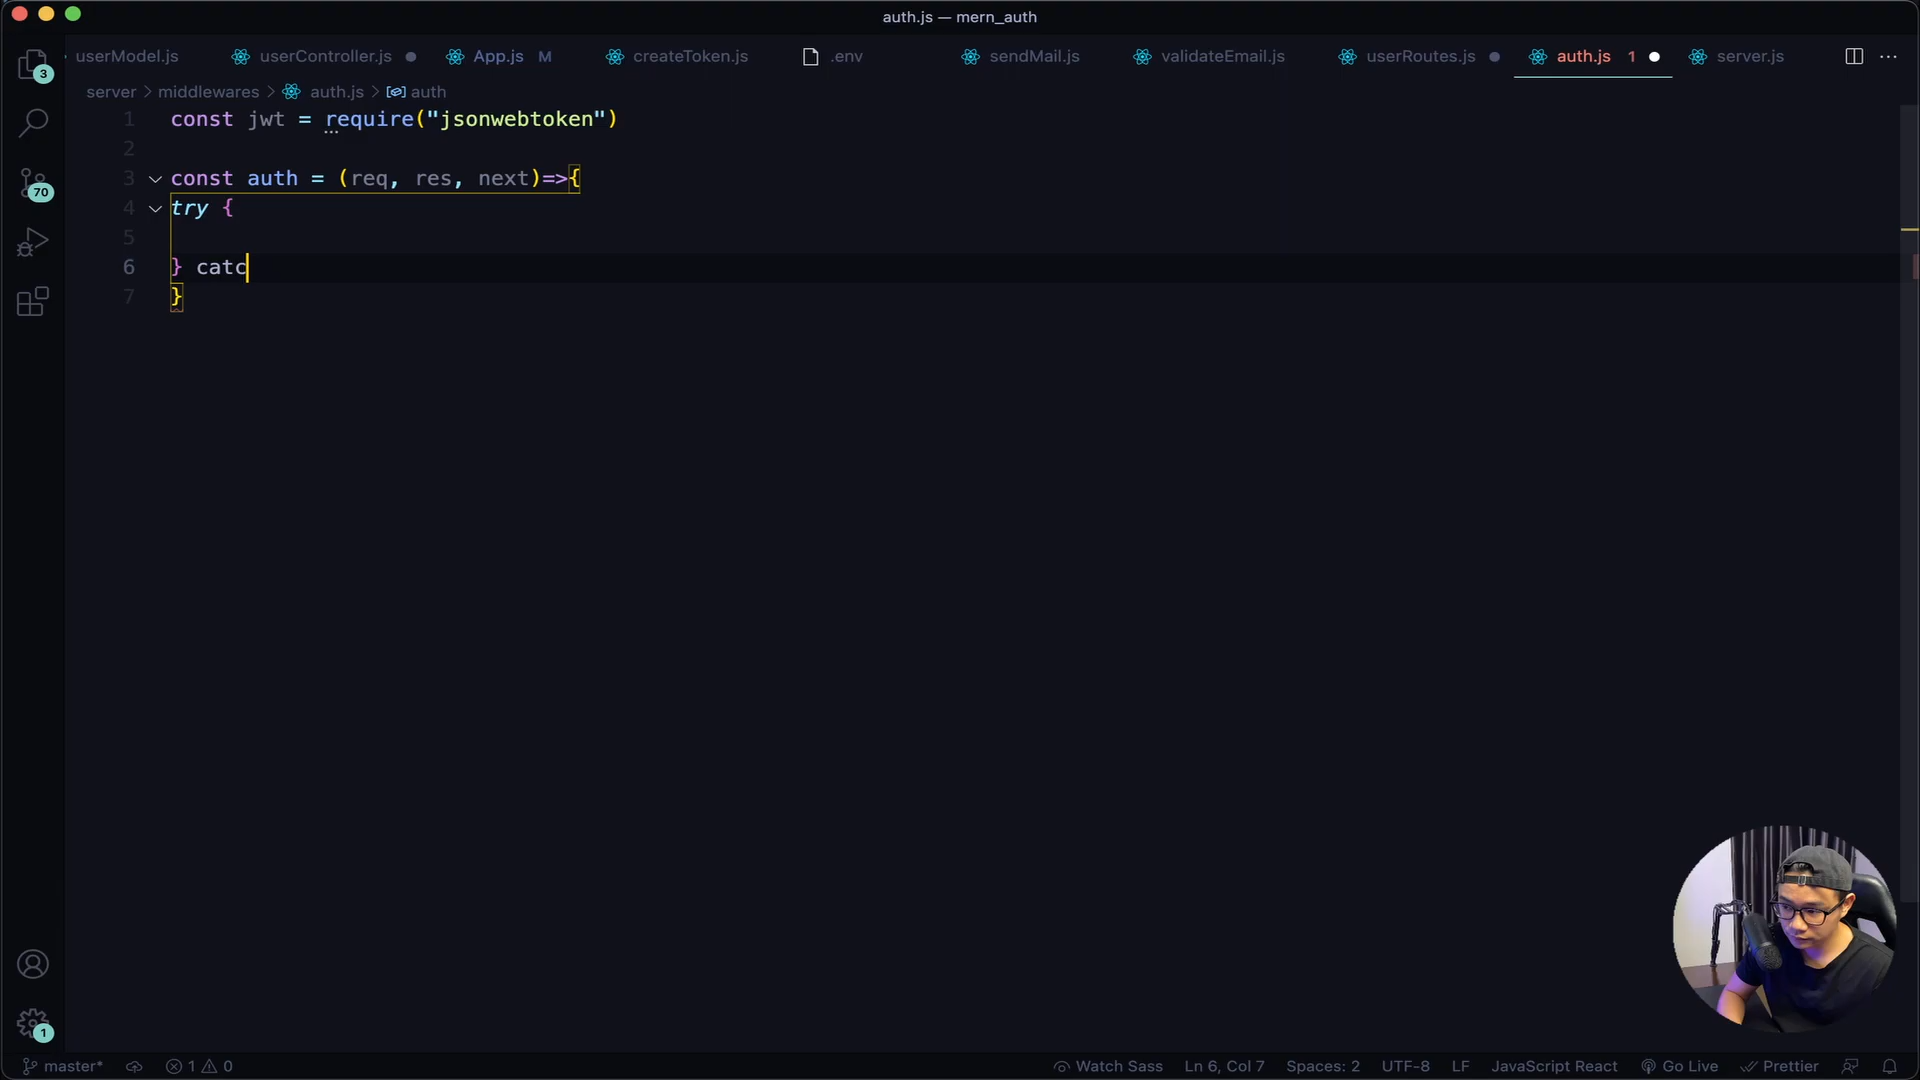 auth.js — mern_auth
3
userModel.js
userController.js
App.js M
createToken.js
.env
sendMail.js
validateEmail.js
userRoutes.js
auth.js 1
server.js
server > middlewares > auth.js > auth
1 const jwt = require("jsonwebtoken")
2
3 const auth = (req, res, next)=>{
70
4 try {
5
6 } catc
7 }
1
master* 1 0
Watch Sass
Ln 6, Col 7
Spaces: 2
UTF-8
LF
JavaScript React
Go Live
Prettier